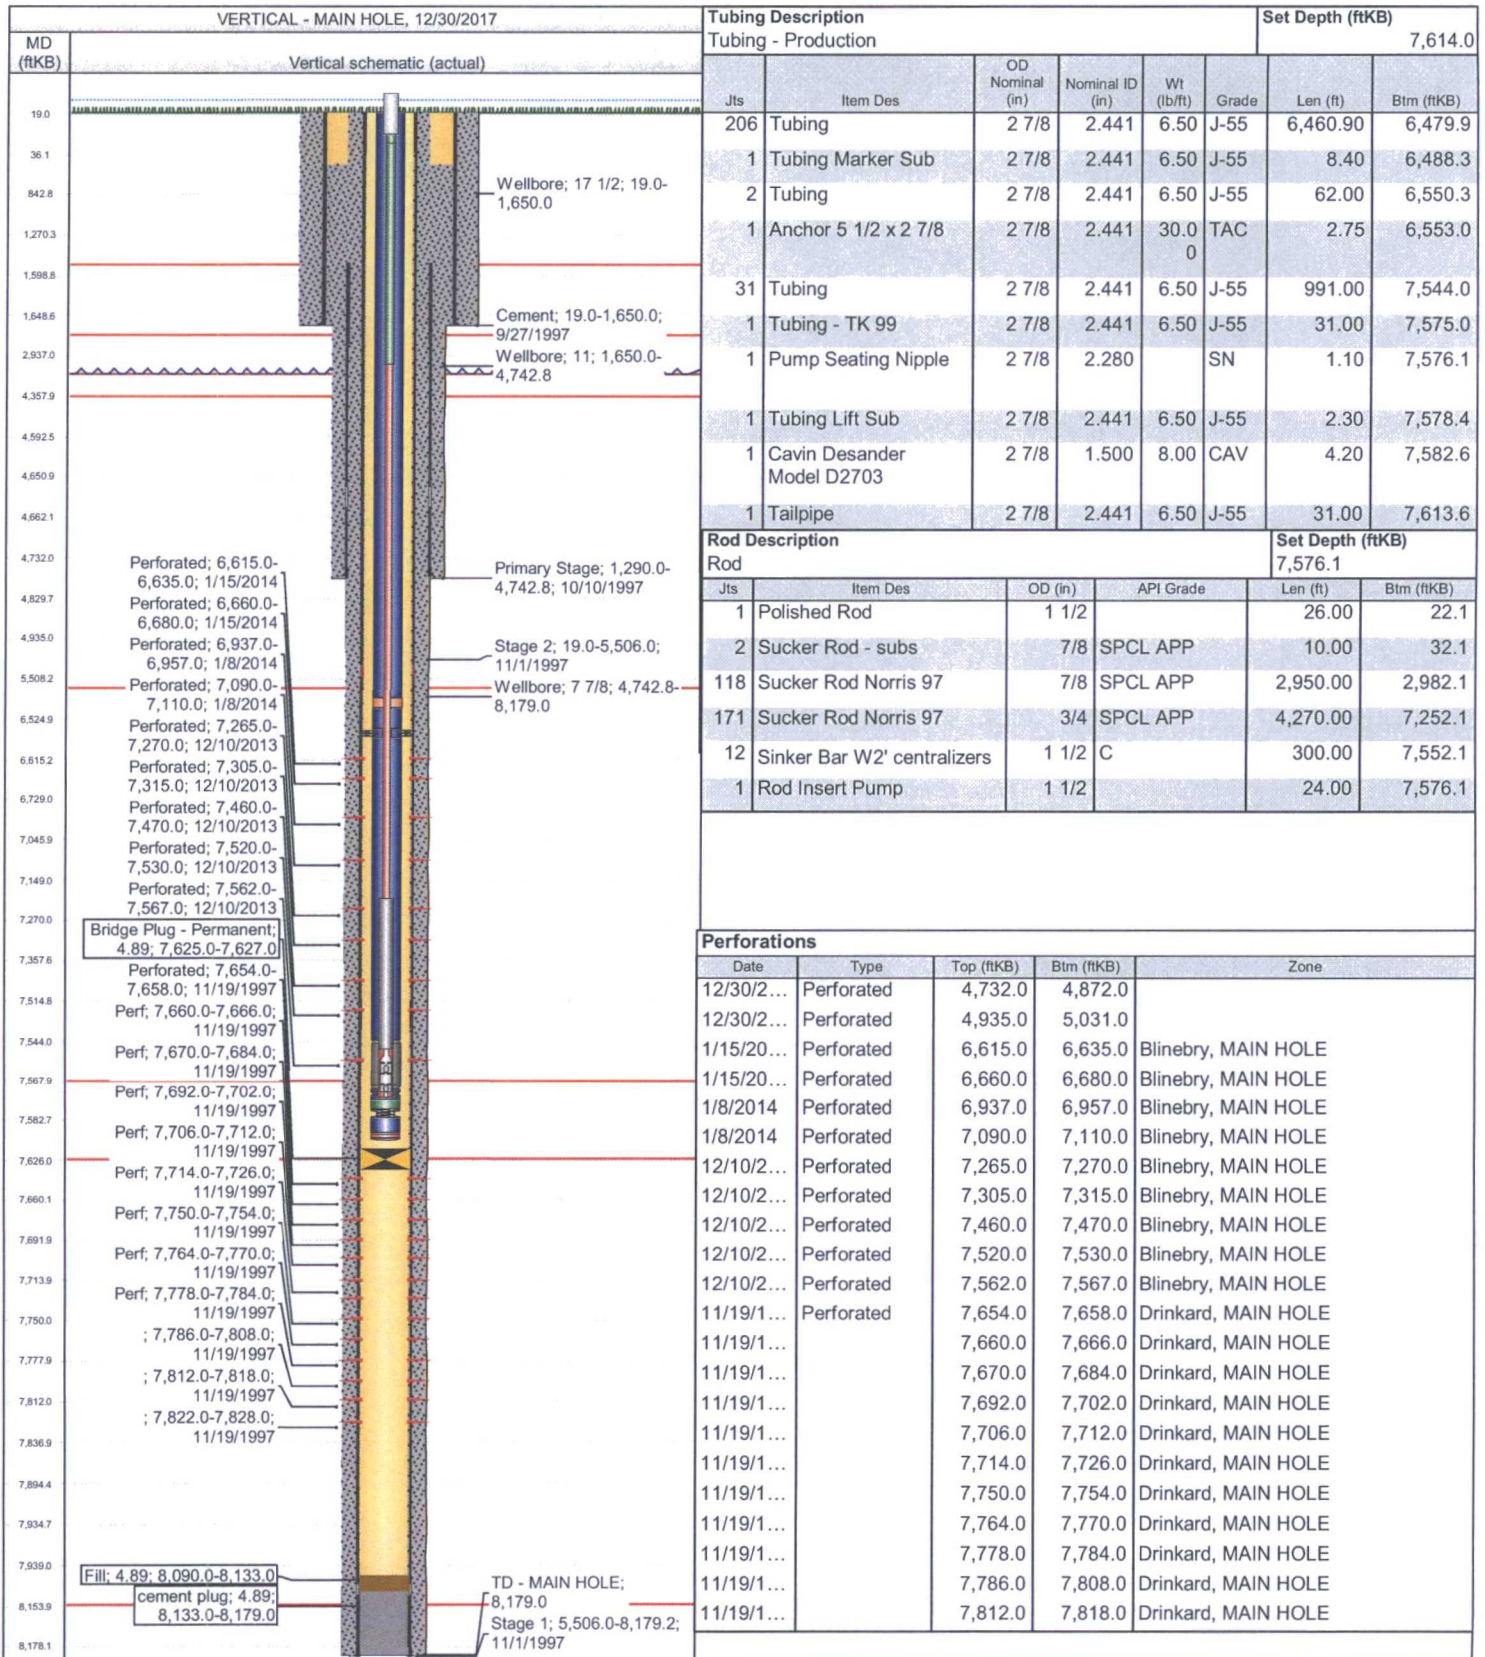 VERTICAL - MAIN HOLE, 12/30/2017
MD
(ftKB)
Vertical schematic (actual)
19.0
36.1
842.8
1,270.3
1,598.8
1,648.6
2,937.0
4,357.9
4,592.5
4,650.9
4,662.1
4,732.0
4,829.7
4,935.0
5,508.2
6,524.9
6,615.2
6,729.0
7,045.9
7,149.0
7,270.0
7,357.6
7,514.8
7,544.0
7,567.9
7,582.7
7,626.0
7,660.1
7,691.9
7,713.9
7,750.0
7,777.9
7,812.0
7,836.9
7,894.4
7,934.7
7,939.0
8,153.9
8,178.1
Perforated; 6,615.0-
6,635.0; 1/15/2014
Perforated; 6,660.0-
6,680.0; 1/15/2014
Perforated; 6,937.0-
6,957.0; 1/8/2014
Perforated; 7,090.0-
7,110.0; 1/8/2014
Perforated; 7,265.0-
7,270.0; 12/10/2013
Perforated; 7,305.0-
7,315.0; 12/10/2013
Perforated; 7,460.0-
7,470.0; 12/10/2013
Perforated; 7,520.0-
7,530.0; 12/10/2013
Perforated; 7,562.0-
7,567.0; 12/10/2013
Bridge Plug - Permanent;
4.89; 7,625.0-7,627.0
Perforated; 7,654.0-
7,658.0; 11/19/1997
Perf; 7,660.0-7,666.0;
11/19/1997
Perf; 7,670.0-7,684.0;
11/19/1997
Perf; 7,692.0-7,702.0;
11/19/1997
Perf; 7,706.0-7,712.0;
11/19/1997
Perf; 7,714.0-7,726.0;
11/19/1997
Perf; 7,750.0-7,754.0;
11/19/1997
Perf; 7,764.0-7,770.0;
11/19/1997
Perf; 7,778.0-7,784.0;
11/19/1997
; 7,786.0-7,808.0;
11/19/1997
; 7,812.0-7,818.0;
11/19/1997
; 7,822.0-7,828.0;
11/19/1997
Fill; 4.89; 8,090.0-8,133.0
cement plug; 4.89;
8,133.0-8,179.0
Wellbore; 17 1/2; 19.0-
1,650.0
Cement; 19.0-1,650.0;
9/27/1997
Wellbore; 11; 1,650.0-
4,742.8
Primary Stage; 1,290.0-
4,742.8; 10/10/1997
Stage 2; 19.0-5,506.0;
11/1/1997
Wellbore; 7 7/8; 4,742.8-
8,179.0
TD - MAIN HOLE;
8,179.0
Stage 1; 5,506.0-8,179.2;
11/1/1997
Tubing Description Set Depth (ftKB)
Tubing - Production 7,614.0
Jts Item Des OD Nominal (in) Nominal ID (in) Wt (lb/ft) Grade Len (ft) Btm (ftKB)
206 Tubing 2 7/8 2.441 6.50 J-55 6,460.90 6,479.9
1 Tubing Marker Sub 2 7/8 2.441 6.50 J-55 8.40 6,488.3
2 Tubing 2 7/8 2.441 6.50 J-55 62.00 6,550.3
1 Anchor 5 1/2 x 2 7/8 2 7/8 2.441 30.0 TAC 2.75 6,553.0
0
31 Tubing 2 7/8 2.441 6.50 J-55 991.00 7,544.0
1 Tubing - TK 99 2 7/8 2.441 6.50 J-55 31.00 7,575.0
1 Pump Seating Nipple 2 7/8 2.280 SN 1.10 7,576.1
1 Tubing Lift Sub 2 7/8 2.441 6.50 J-55 2.30 7,578.4
1 Cavin Desander 2 7/8 1.500 8.00 CAV 4.20 7,582.6
Model D2703
1 Tailpipe 2 7/8 2.441 6.50 J-55 31.00 7,613.6
Rod Description Set Depth (ftKB)
Rod 7,576.1
Jts Item Des OD (in) API Grade Len (ft) Btm (ftKB)
1 Polished Rod 1 1/2 26.00 22.1
2 Sucker Rod - subs 7/8 SPCL APP 10.00 32.1
118 Sucker Rod Norris 97 7/8 SPCL APP 2,950.00 2,982.1
171 Sucker Rod Norris 97 3/4 SPCL APP 4,270.00 7,252.1
12 Sinker Bar W2' centralizers 1 1/2 C 300.00 7,552.1
1 Rod Insert Pump 1 1/2 24.00 7,576.1
Perforations
Date Type Top (ftKB) Btm (ftKB) Zone
12/30/2... Perforated 4,732.0 4,872.0
12/30/2... Perforated 4,935.0 5,031.0
1/15/20... Perforated 6,615.0 6,635.0 Blinebry, MAIN HOLE
1/15/20... Perforated 6,660.0 6,680.0 Blinebry, MAIN HOLE
1/8/2014 Perforated 6,937.0 6,957.0 Blinebry, MAIN HOLE
1/8/2014 Perforated 7,090.0 7,110.0 Blinebry, MAIN HOLE
12/10/2... Perforated 7,265.0 7,270.0 Blinebry, MAIN HOLE
12/10/2... Perforated 7,305.0 7,315.0 Blinebry, MAIN HOLE
12/10/2... Perforated 7,460.0 7,470.0 Blinebry, MAIN HOLE
12/10/2... Perforated 7,520.0 7,530.0 Blinebry, MAIN HOLE
12/10/2... Perforated 7,562.0 7,567.0 Blinebry, MAIN HOLE
11/19/1... Perforated 7,654.0 7,658.0 Drinkard, MAIN HOLE
11/19/1... 7,660.0 7,666.0 Drinkard, MAIN HOLE
11/19/1... 7,670.0 7,684.0 Drinkard, MAIN HOLE
11/19/1... 7,692.0 7,702.0 Drinkard, MAIN HOLE
11/19/1... 7,706.0 7,712.0 Drinkard, MAIN HOLE
11/19/1... 7,714.0 7,726.0 Drinkard, MAIN HOLE
11/19/1... 7,750.0 7,754.0 Drinkard, MAIN HOLE
11/19/1... 7,764.0 7,770.0 Drinkard, MAIN HOLE
11/19/1... 7,778.0 7,784.0 Drinkard, MAIN HOLE
11/19/1... 7,786.0 7,808.0 Drinkard, MAIN HOLE
11/19/1... 7,812.0 7,818.0 Drinkard, MAIN HOLE